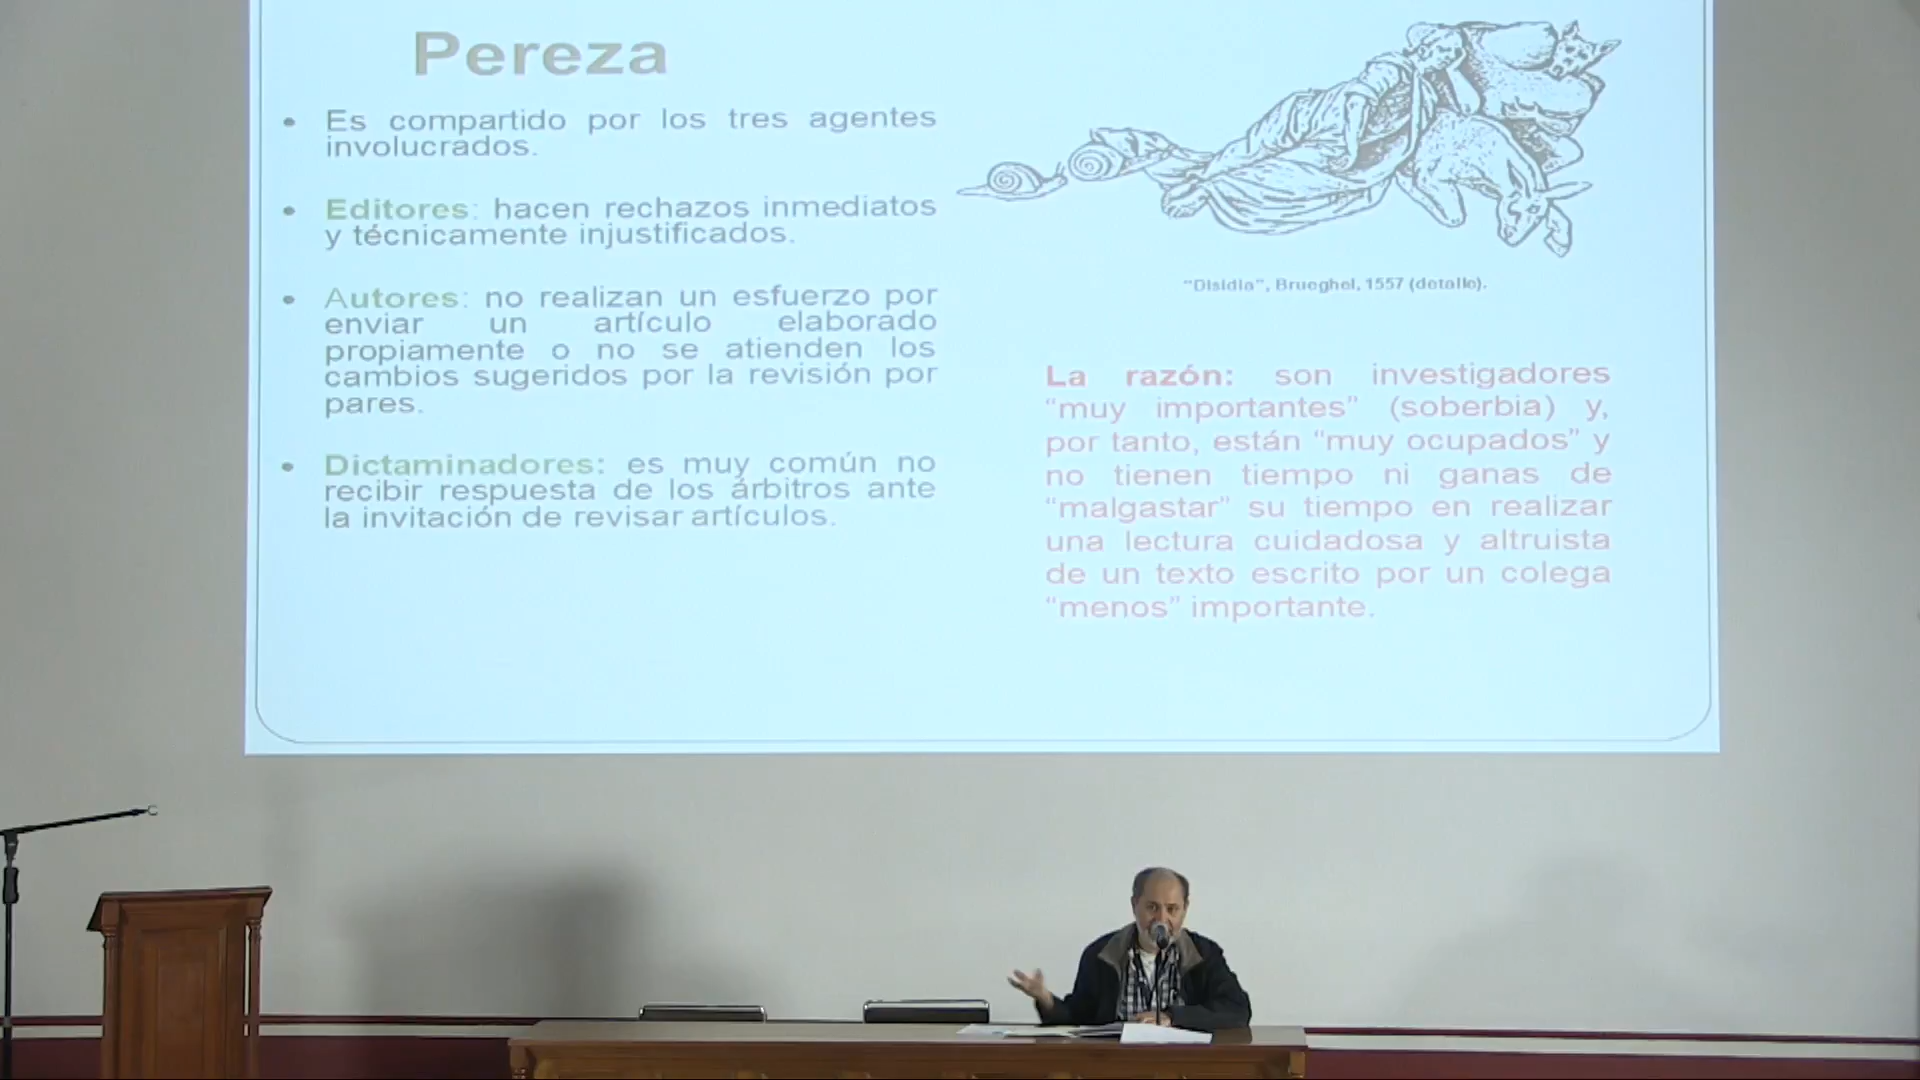 Pereza
• Es compartido por los tres agentes
involucrados.
• Editores: hacen rechazos inmediatos
y técnicamente injustificados.
• Autores: no realizan un esfuerzo por
enviar un artículo elaborado
propiamente o no se atienden los
cambios sugeridos por la revisión por
pares.
• Dictaminadores: es muy común no
recibir respuesta de los árbitros ante
la invitación de revisar artículos.
"Disidia", Brueghel, 1557 (detalle).
La razón: son investigadores
"muy importantes" (soberbia) y,
por tanto, están "muy ocupados" y
no tienen tiempo ni ganas de
"malgastar" su tiempo en realizar
una lectura cuidadosa y altruista
de un texto escrito por un colega
"menos" importante.